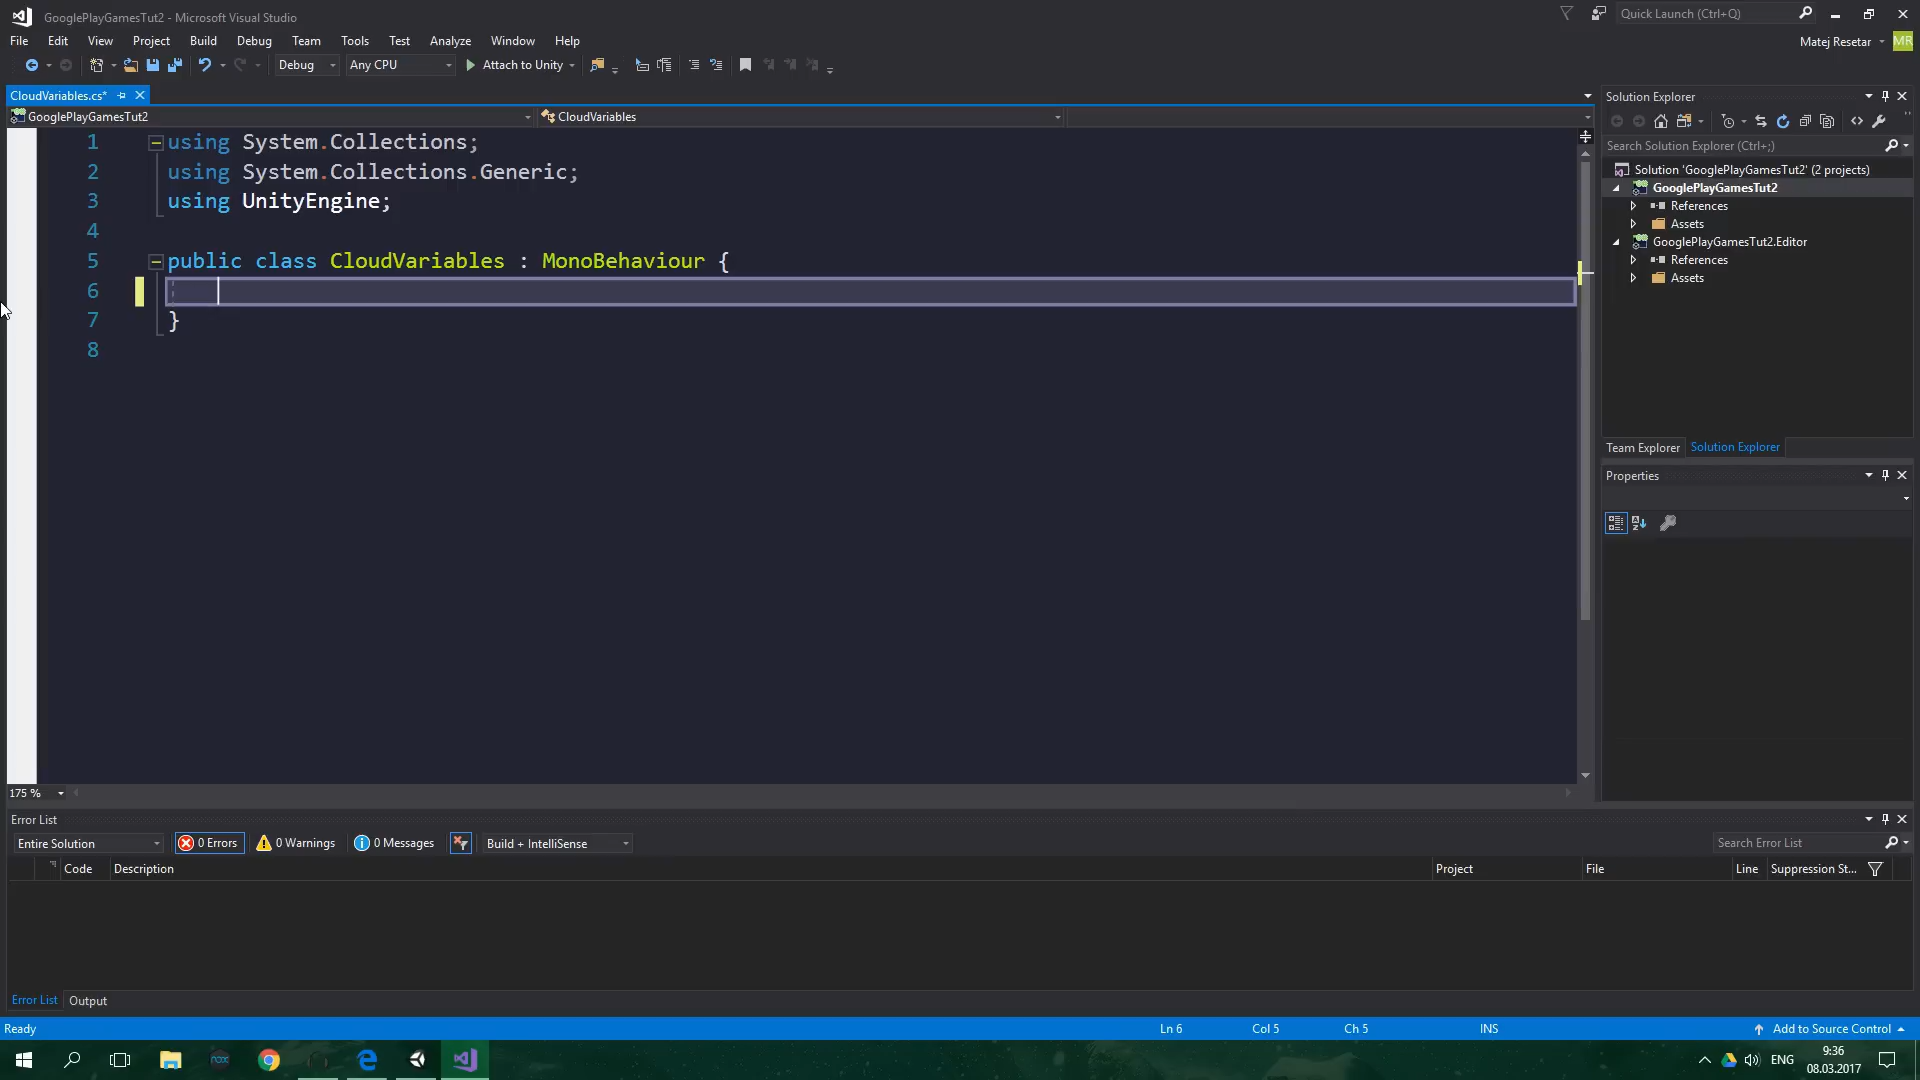 GooglePlayGamesTut2 - Microsoft Visual Studio
Quick Launch (Ctrl+Q)
File Edit View Project Build Debug Team Tools Test Analyze Window Help
Matej Resetar MR
Debug Any CPU Attach to Unity
CloudVariables.cs*
GooglePlayGamesTut2 CloudVariables
1 using System.Collections;
2 using System.Collections.Generic;
3 using UnityEngine;
4
5 public class CloudVariables : MonoBehaviour {
6
7 }
8
175 %
Solution Explorer
Search Solution Explorer (Ctrl+;)
Solution 'GooglePlayGamesTut2' (2 projects)
GooglePlayGamesTut2
References
Assets
GooglePlayGamesTut2.Editor
References
Assets
Team Explorer Solution Explorer
Properties
Error List
Entire Solution 0 Errors 0 Warnings 0 Messages Build + IntelliSense Search Error List
Code Description Project File Line Suppression St...
Error List Output
Ready Ln 6 Col 5 Ch 5 INS Add to Source Control
nox
ENG
9:36
08.03.2017